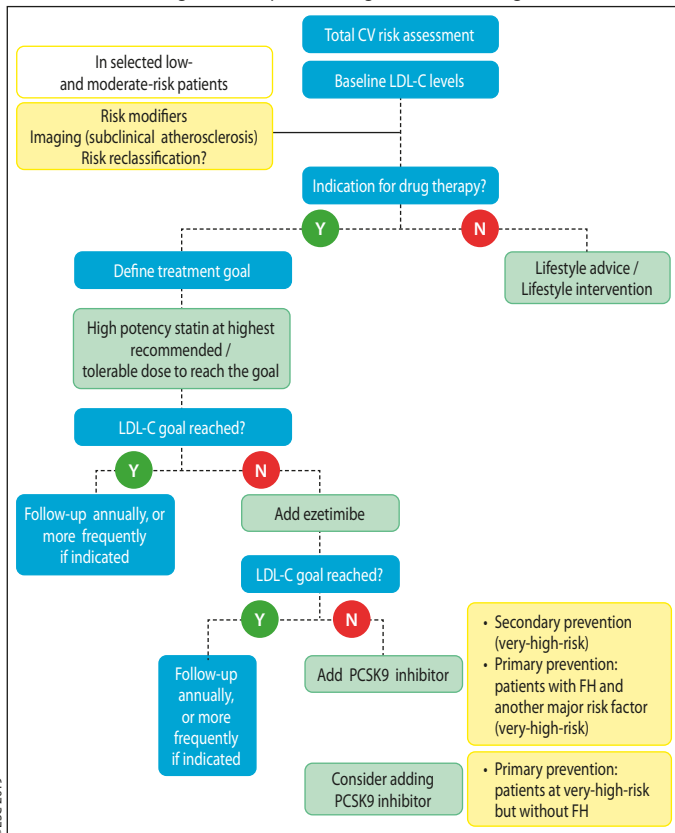 Total CV risk assessment
In selected low-
and moderate-risk patients
Baseline LDL-C levels
Risk modifiers
Imaging (subclinical atherosclerosis)
Risk reclassification?
Indication for drug therapy?
Y
N
Define treatment goal
Lifestyle advice /
Lifestyle intervention
High potency statin at highest
recommended /
tolerable dose to reach the goal
LDL-C goal reached?
Y
N
Follow-up annually, or
more frequently
if indicated
Add ezetimibe
LDL-C goal reached?
Y
N
Follow-up
annually,
or more
frequently
if indicated
Add PCSK9 inhibitor
• Secondary prevention
(very-high-risk)
• Primary prevention:
patients with FH and
another major risk factor
(very-high-risk)
Consider adding
PCSK9 inhibitor
• Primary prevention:
patients at very-high-risk
but without FH